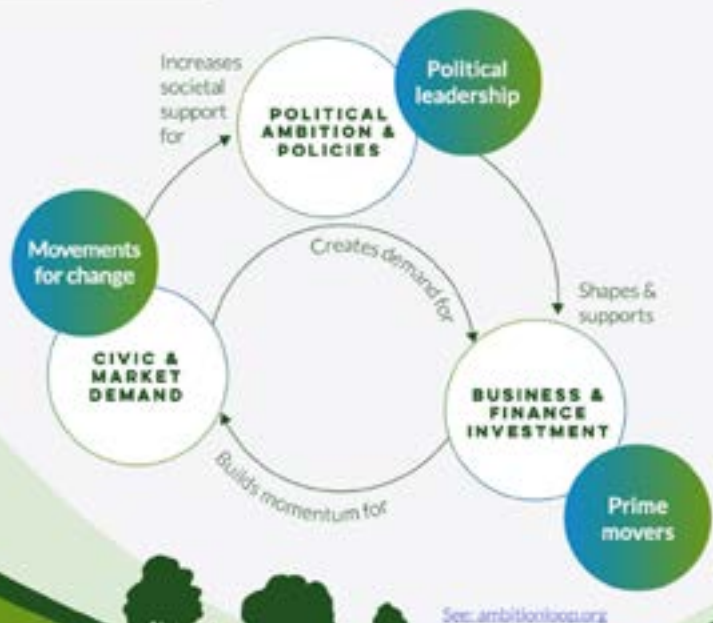 Increases
societal
support
for
POLITICAL
AMBITION &
POLICIES
Political
leadership
Movements
for change
Creates demand for
Shapes &
supports
CIVIC &
MARKET
DEMAND
BUSINESS &
FINANCE
INVESTMENT
Builds momentum for
Prime
movers
See: ambitionloop.org